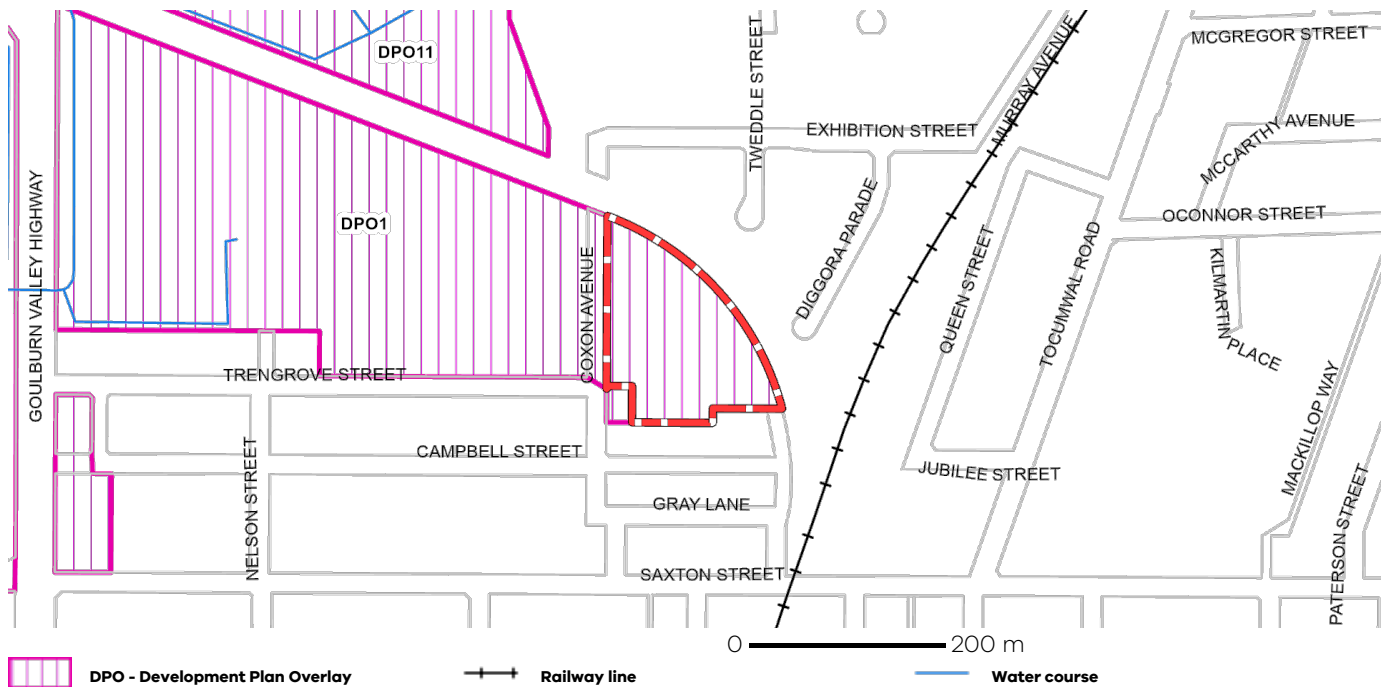 DPO11
TWEDDLE STREET
MURRAY AVENUE
MCGREGOR STREET
EXHIBITION STREET
MCCARTHY AVENUE
GOULBURN VALLEY HIGHWAY
DPO1
COXON AVENUE
DIGGORA PARADE
QUEEN STREET
TOCUMWAL ROAD
OCONNOR STREET
KILMARTIN PLACE
TRENGROVE STREET
MACKILLOP WAY
CAMPBELL STREET
NELSON STREET
JUBILEE STREET
GRAY LANE
PATERSON STREET
SAXTON STREET
0 200 m
DPO - Development Plan Overlay
Railway line
Water course